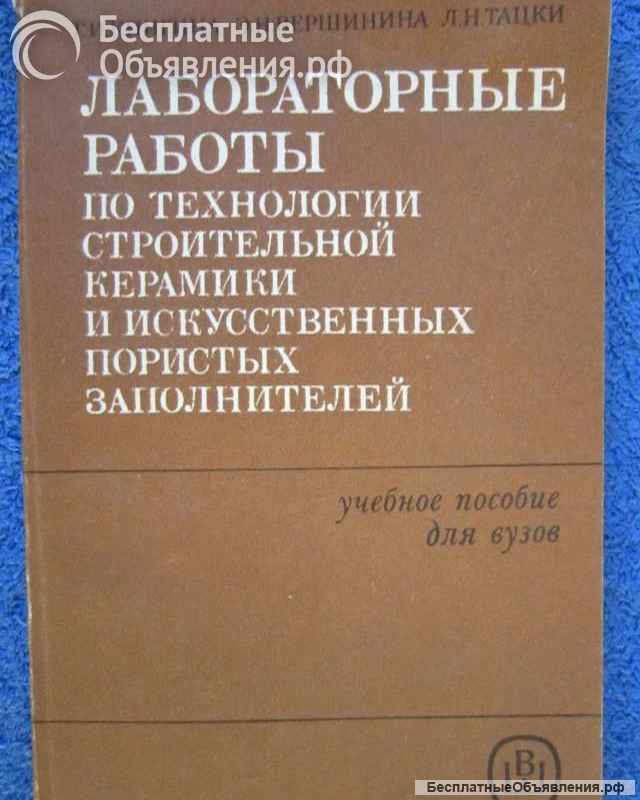 Бесплатные
Объявления.рф
ВЕРШИНИНА Л.Н.ТАЦКИ
ЛАБОРАТОРНЫЕ
РАБОТЫ
ПО ТЕХНОЛОГИИ
СТРОИТЕЛЬНОЙ
КЕРАМИКИ
И ИСКУССТВЕННЫХ
ПОРИСТЫХ
ЗАПОЛНИТЕЛЕЙ
учебное пособие
для вузов
В
БесплатныеОбъявления.рф